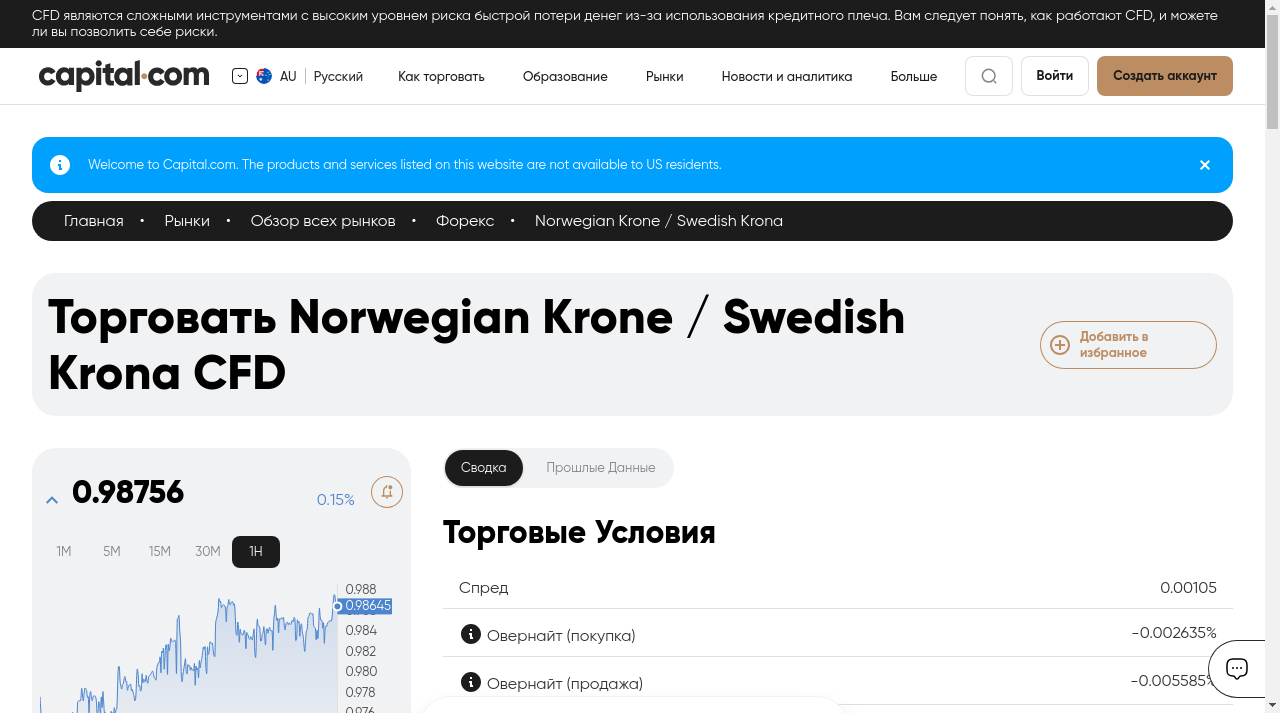 CFD являются сложными инструментами с высоким уровнем риска быстрой потери денег из-за использования кредитного плеча. Вам следует понять, как работают CFD, и можете
ли вы позволить себе риски.
capital.com AU Русский Как торговать Образование Рынки Новости и аналитика Больше Войти Создать аккаунт
Welcome to Capital.com. The products and services listed on this website are not available to US residents.
Главная • Рынки • Обзор всех рынков • Форекс • Norwegian Krone / Swedish Krona
Торговать Norwegian Krone / Swedish
Krona CFD
Добавить в
избранное
0.98756 0.15%
1M 5M 15M 30M 1H
0.988
0.98645
0.984
0.982
0.980
0.978
Сводка Прошлые Данные
Торговые Условия
Спред 0.00105
Овернайт (покупка) -0.002635%
Овернайт (продажа) -0.005585%